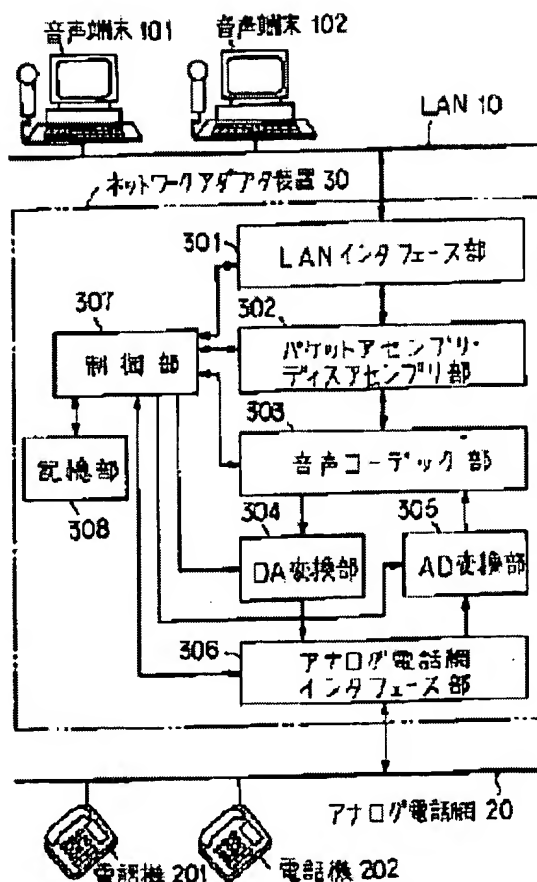 音声端末 101
音声端末 102
LAN 10
ネットワークアダプタ装置 30
301
LANインタフェース部
307
302
制御部
パケットアセンブリ・
ディスアセンブリ部
303
音声コーデック部
記憶部
308
304
305
DA変換部
AD変換部
306
アナログ電話網
インタフェース部
アナログ電話網 20
電話機 201
電話機 202